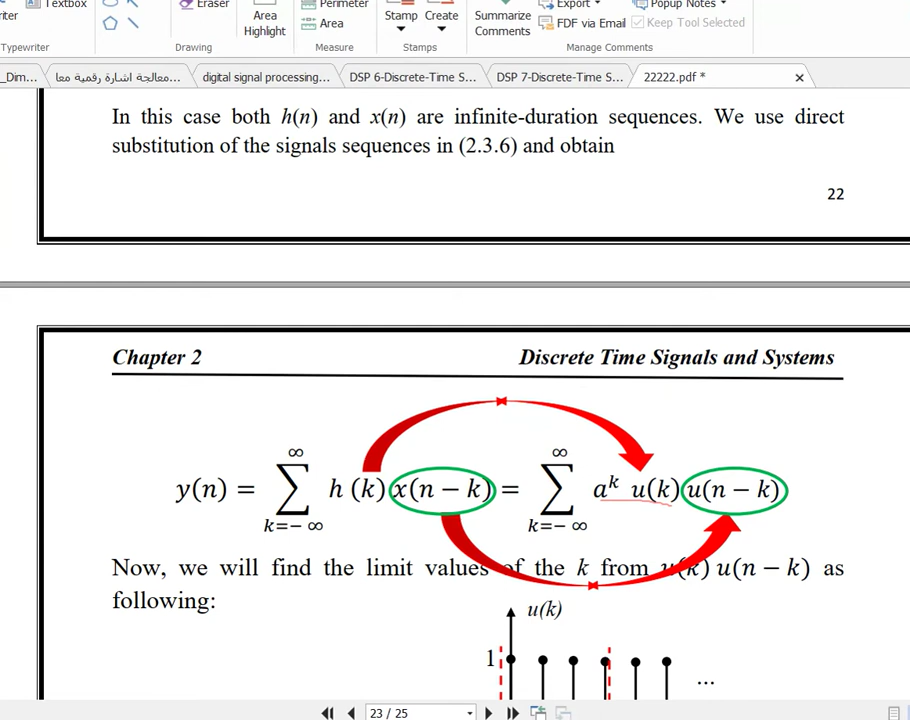 Textbox
Eraser
Perimeter
Export
Popup Notes
Area
Highlight
Area
Stamp
Create
Summarize
Comments
FDF via Email
Keep Tool Selected
Typewriter
Drawing
Measure
Stamps
Manage Comments
_Dim...
معالجة اشارة رقمية معا...
digital signal processing...
DSP 6-Discrete-Time S...
DSP 7-Discrete-Time S...
22222.pdf *
In this case both h(n) and x(n) are infinite-duration sequences. We use direct
substitution of the signals sequences in (2.3.6) and obtain
22
Chapter 2
Discrete Time Signals and Systems
y(n) = ∑_{k=−∞}^{∞} h (k) x(n − k) = ∑_{k=−∞}^{∞} a^k u(k) u(n − k)
Now, we will find the limit values of the k from u(k) u(n − k) as
following:
u(k)
1
...
23 / 25